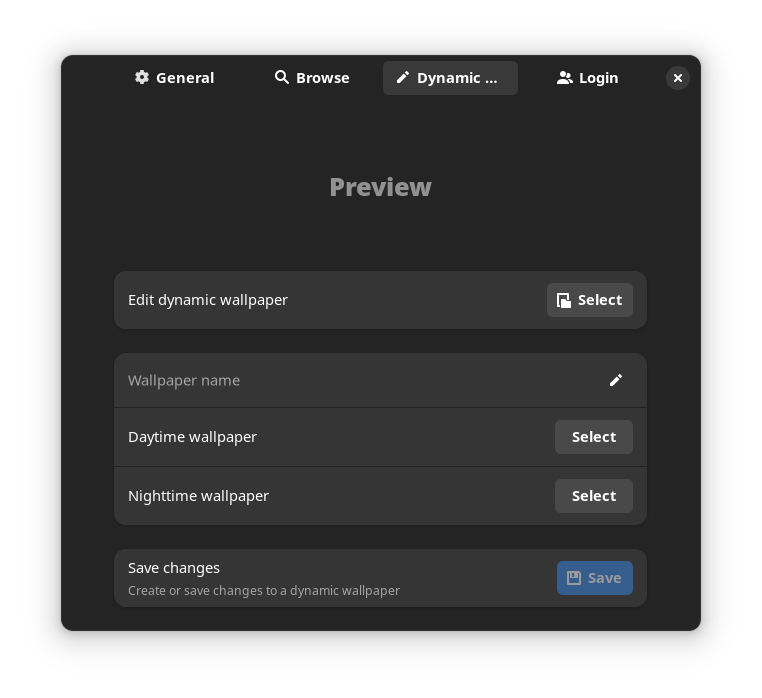 General
Browse
Dynamic ...
Login
Preview
Edit dynamic wallpaper
Select
Wallpaper name
Daytime wallpaper
Select
Nighttime wallpaper
Select
Save changes
Create or save changes to a dynamic wallpaper
Save